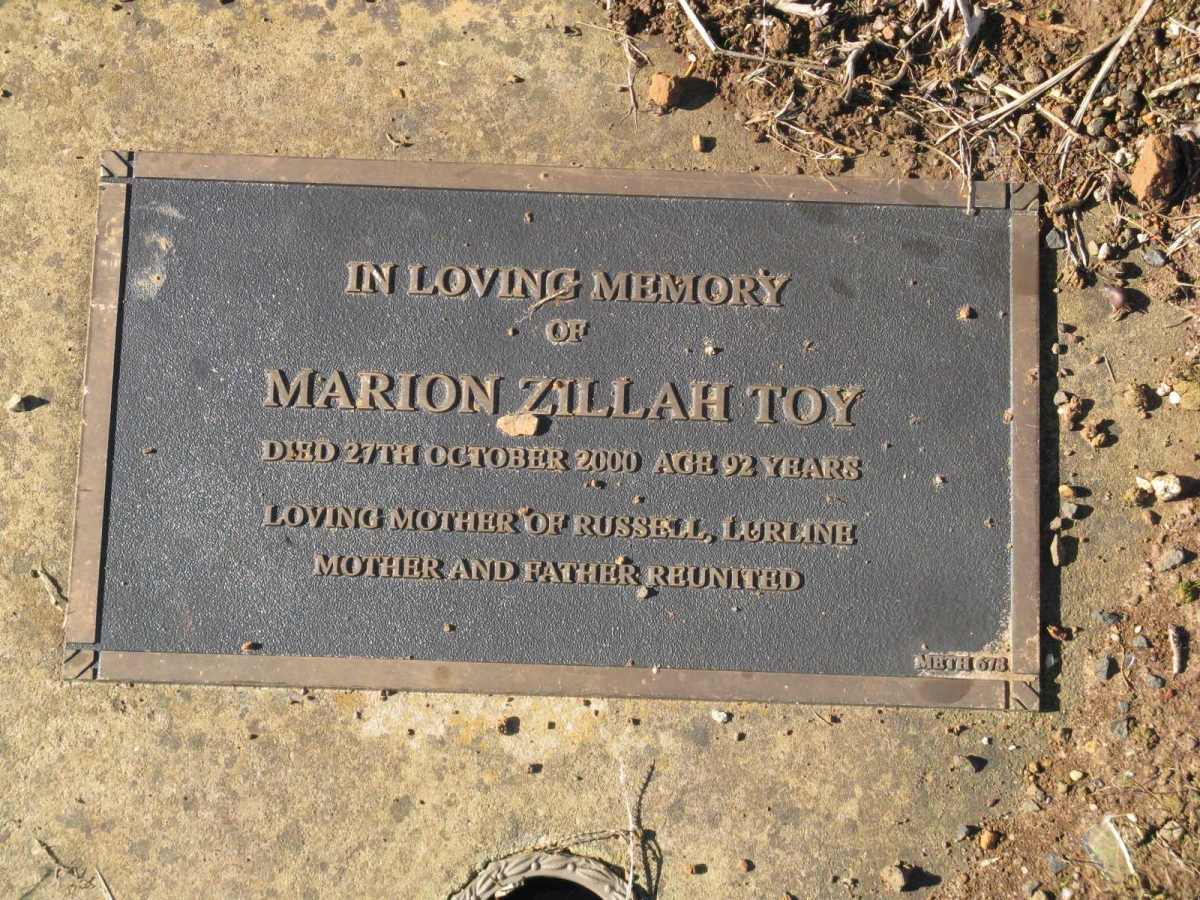 IN LOVING MEMORY
OF
MARION ZILLAH TOY
DIED 27TH OCTOBER 2000 AGE 92 YEARS
LOVING MOTHER OF RUSSELL, LURLINE
MOTHER AND FATHER REUNITED
MBTH 673